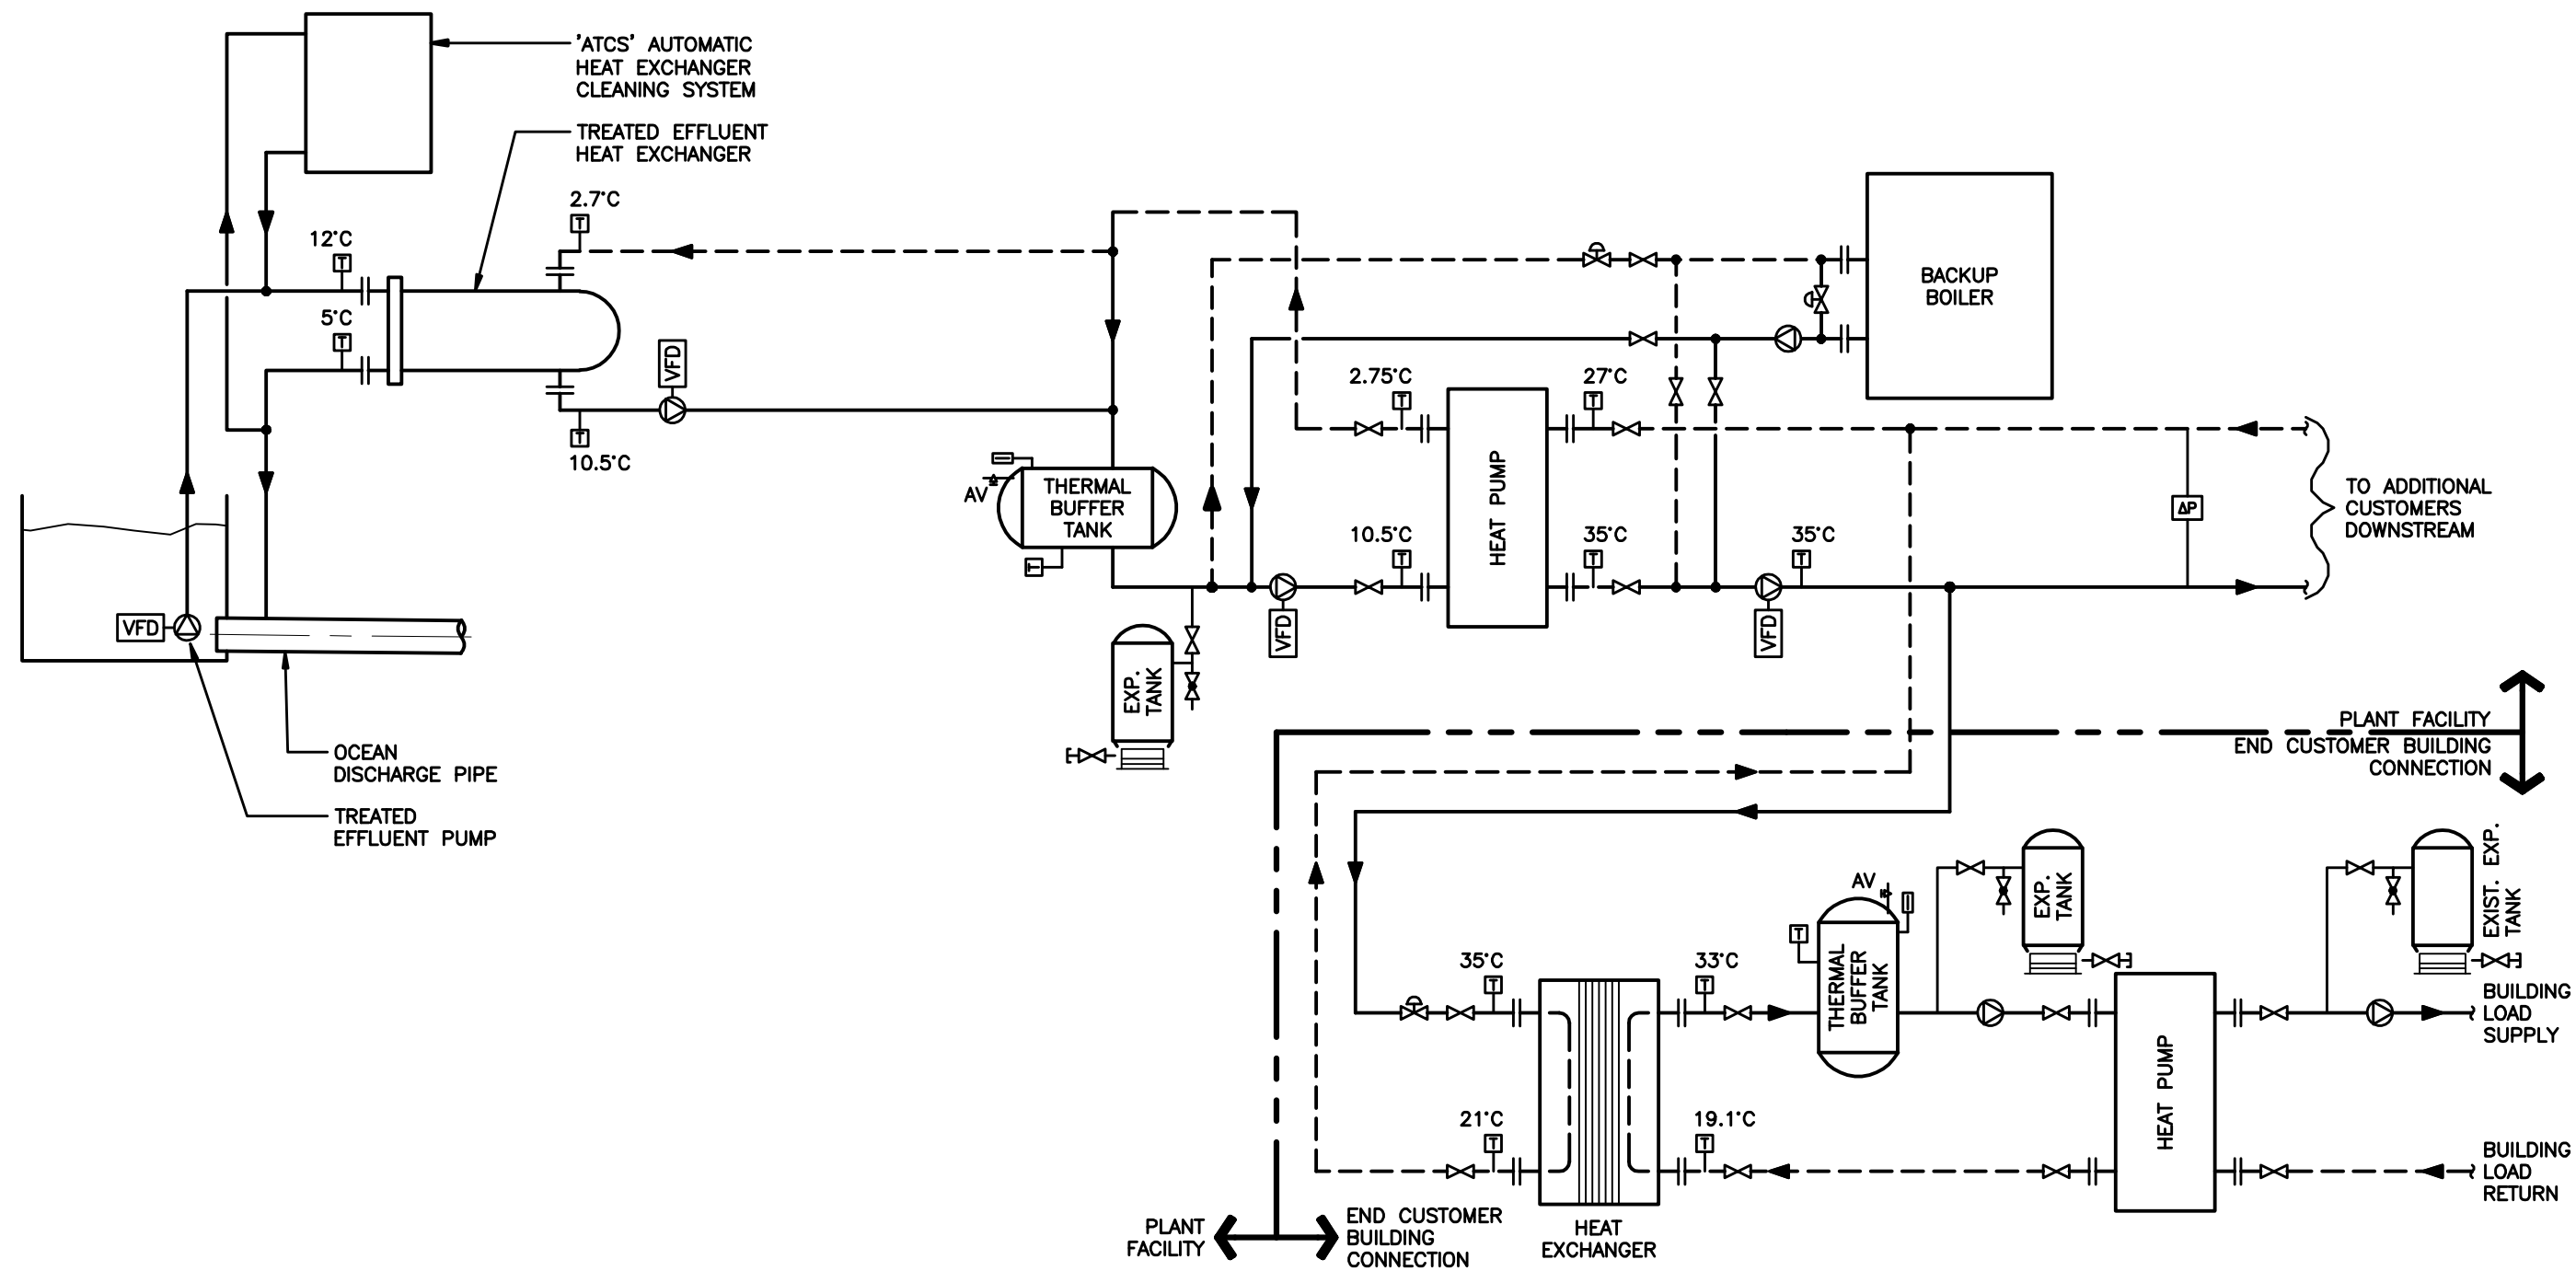 'ATCS' AUTOMATIC
HEAT EXCHANGER
CLEANING SYSTEM
TREATED EFFLUENT
HEAT EXCHANGER
2.7°C
T
12°C
T
5°C
T
VFD
10.5°C
T
VFD
OCEAN
DISCHARGE PIPE
TREATED
EFFLUENT PUMP
AV
THERMAL
BUFFER
TANK
T
EXP.
TANK
BACKUP
BOILER
2.75°C
T
27°C
T
HEAT PUMP
10.5°C
T
35°C
T
35°C
T
VFD
VFD
ΔP
TO ADDITIONAL
CUSTOMERS
DOWNSTREAM
PLANT FACILITY
END CUSTOMER BUILDING
CONNECTION
35°C
T
33°C
T
21°C
T
19.1°C
T
HEAT
EXCHANGER
T
AV
THERMAL
BUFFER
TANK
EXP.
TANK
EXIST. EXP.
TANK
HEAT PUMP
BUILDING
LOAD
SUPPLY
BUILDING
LOAD
RETURN
PLANT
FACILITY
END CUSTOMER
BUILDING
CONNECTION